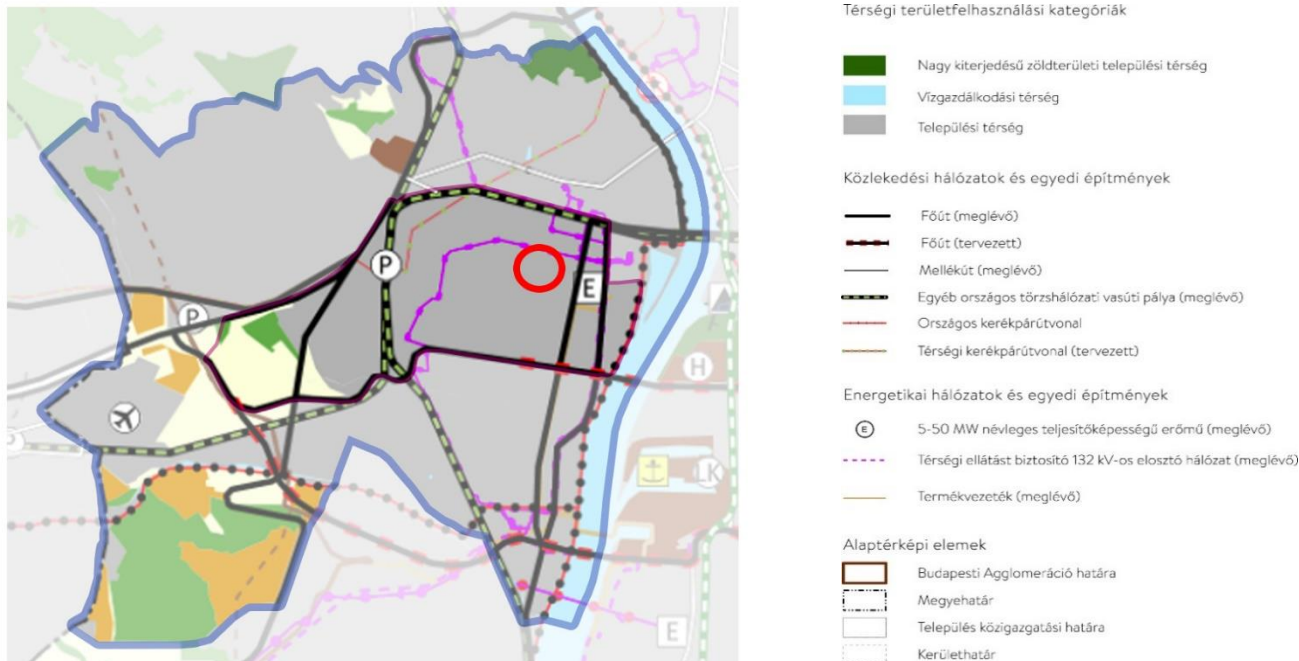 Térségi területfelhasználási kategóriák
Nagy kiterjedésű zöldterületi települési térség
Vízgazdálkodási térség
Települési térség
Közlekedési hálózatok és egyedi építmények
Főút (meglévő)
Főút (tervezett)
Mellékút (meglévő)
Egyéb országos törzshálózati vasúti pálya (meglévő)
Országos kerékpárútvonal
Térségi kerékpárútvonal (tervezett)
Energetikai hálózatok és egyedi építmények
E 5-50 MW névleges teljesítőképességű erőmű (meglévő)
Térségi ellátást biztosító 132 kV-os elosztó hálózat (meglévő)
Termékvezeték (meglévő)
Alaptérképi elemek
Budapesti Agglomeráció határa
Megyehatár
Település közigazgatási határa
Kerülethatár
P
E
P
H
LK
E